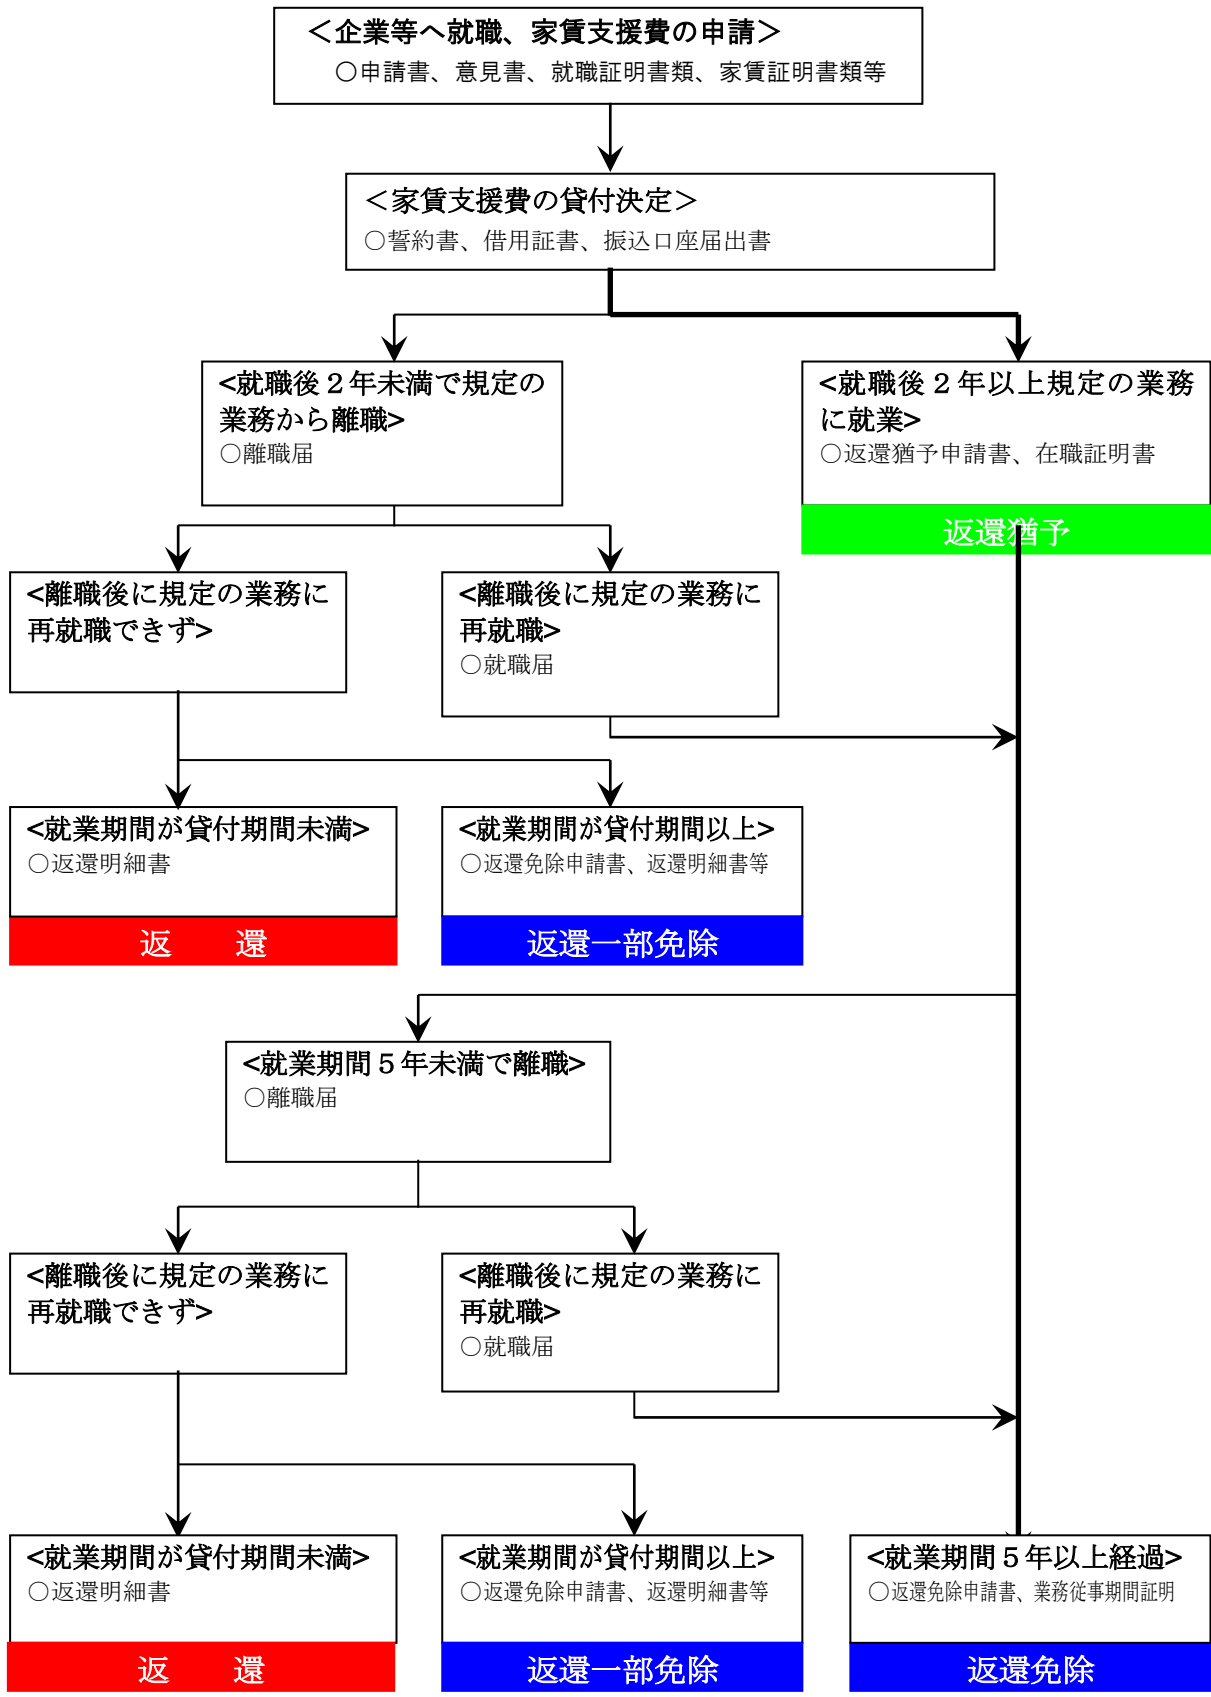 ＜企業等へ就職、家賃支援費の申請＞
○申請書、意見書、就職証明書類、家賃証明書類等
＜家賃支援費の貸付決定＞
○誓約書、借用証書、振込口座届出書
<就職後２年未満で規定の
業務から離職>
○離職届
<就職後２年以上規定の業務
に就業>
○返還猶予申請書、在職証明書
返還猶予
<離職後に規定の業務に
再就職できず>
<離職後に規定の業務に
再就職>
○就職届
<就業期間が貸付期間未満>
○返還明細書
返　　還
<就業期間が貸付期間以上>
○返還免除申請書、返還明細書等
返還一部免除
<就業期間５年未満で離職>
○離職届
<離職後に規定の業務に
再就職できず>
<離職後に規定の業務に
再就職>
○就職届
<就業期間が貸付期間未満>
○返還明細書
返　　還
<就業期間が貸付期間以上>
○返還免除申請書、返還明細書等
返還一部免除
<就業期間５年以上経過>
○返還免除申請書、業務従事期間証明
返還免除